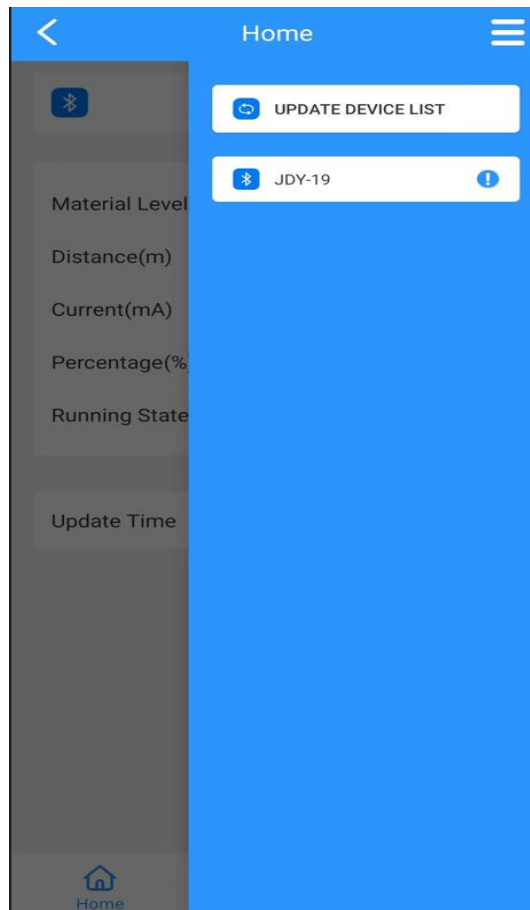 Home
UPDATE DEVICE LIST
JDY-19
Material Level
Distance(m)
Current(mA)
Percentage(%
Running State
Update Time
Home